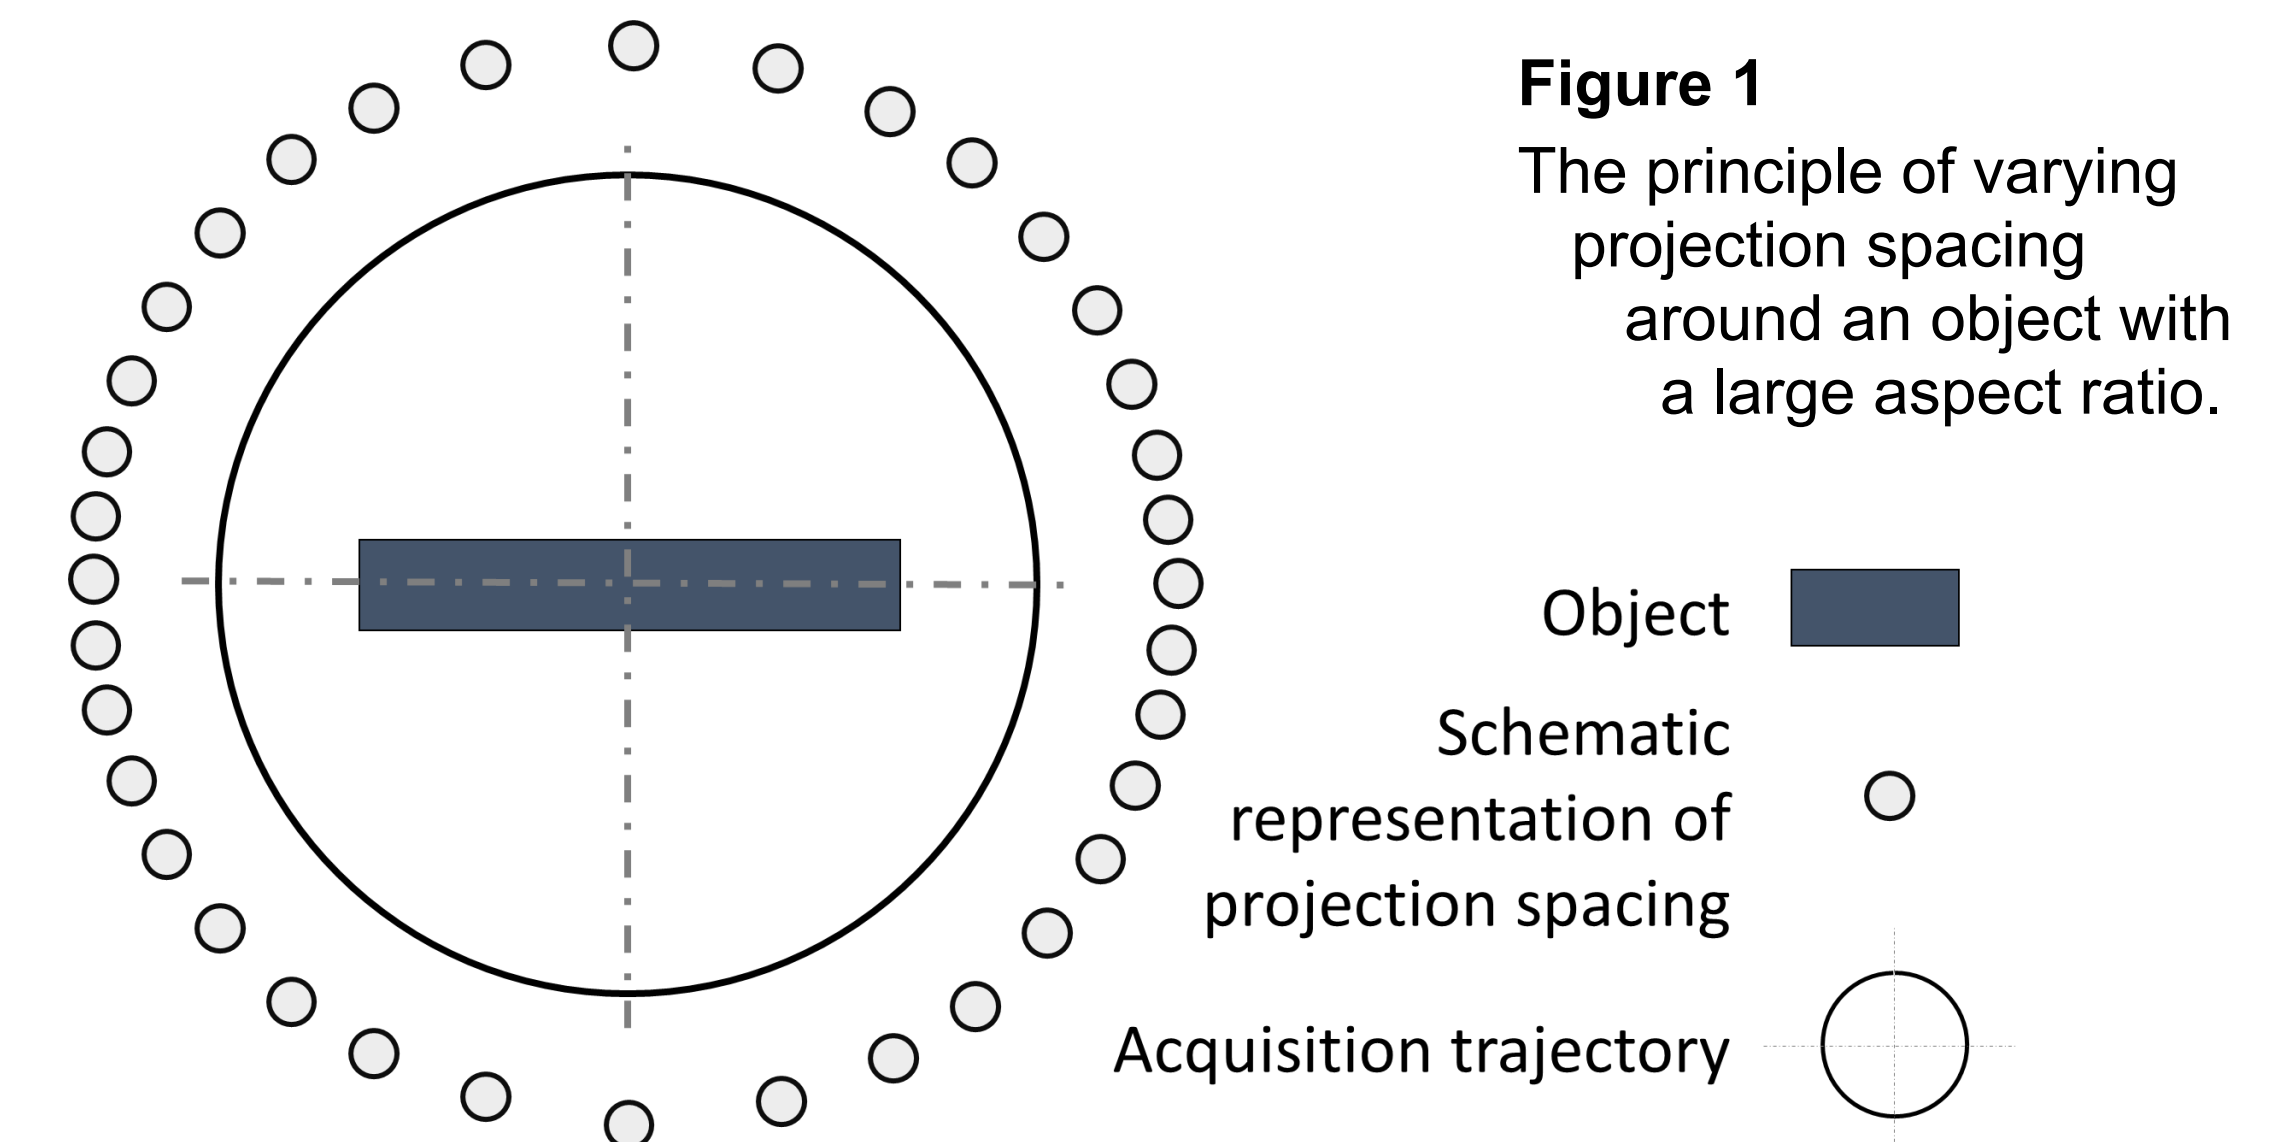 Figure 1
The principle of varying
projection spacing
around an object with
a large aspect ratio.
Object
Schematic
representation of
projection spacing
Acquisition trajectory